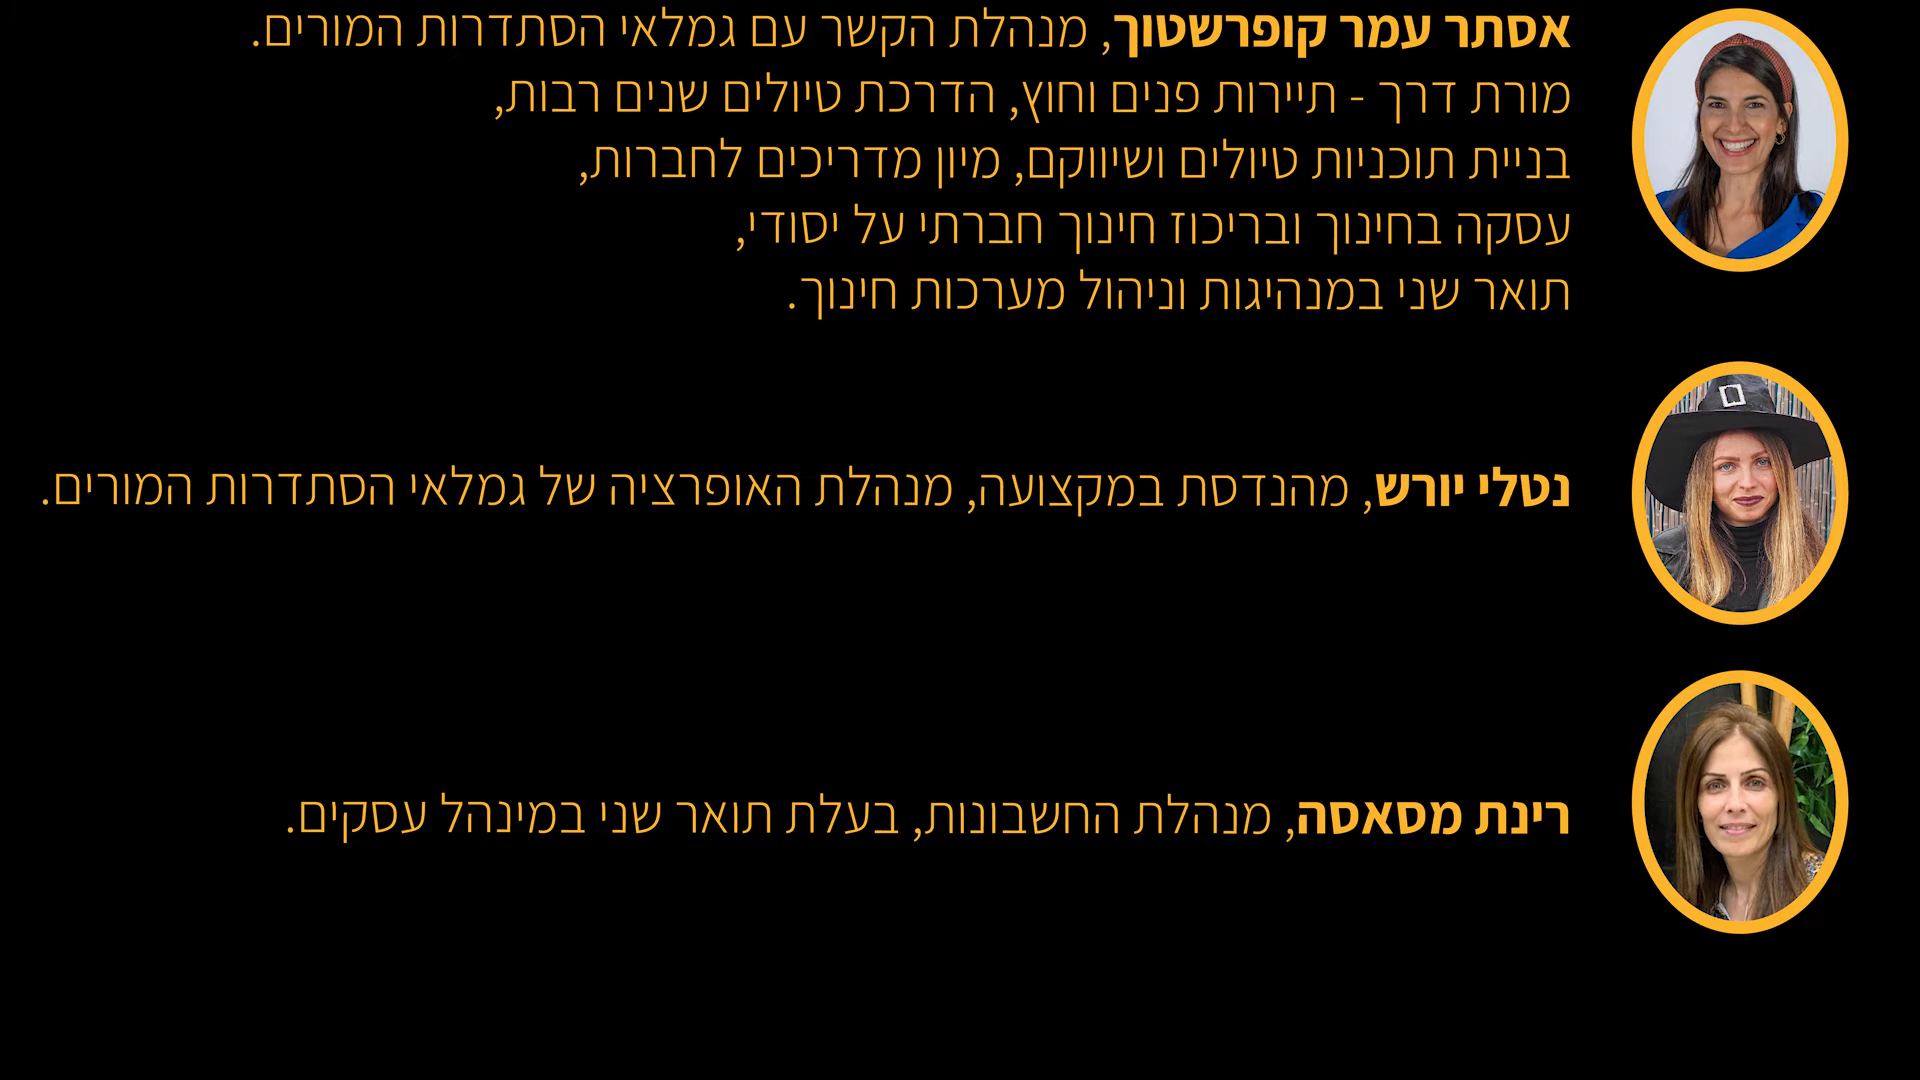 אסתר עמר קופרשטוך, מנהלת הקשר עם גמלאי הסתדרות המורים.
מורת דרך - תיירות פנים וחוץ, הדרכת טיולים שנים רבות,
בניית תוכניות טיולים ושיווקם, מיון מדריכים לחברות,
עסקה בחינוך ובריכוז חינוך חברתי על יסודי,
תואר שני במנהיגות וניהול מערכות חינוך.
נטלי יורש, מהנדסת במקצועה, מנהלת האופרציה של גמלאי הסתדרות המורים.
רינת מסאסה, מנהלת החשבונות, בעלת תואר שני במינהל עסקים.